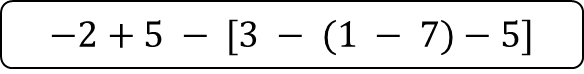 −2 + 5 − [3 − (1 − 7) − 5]